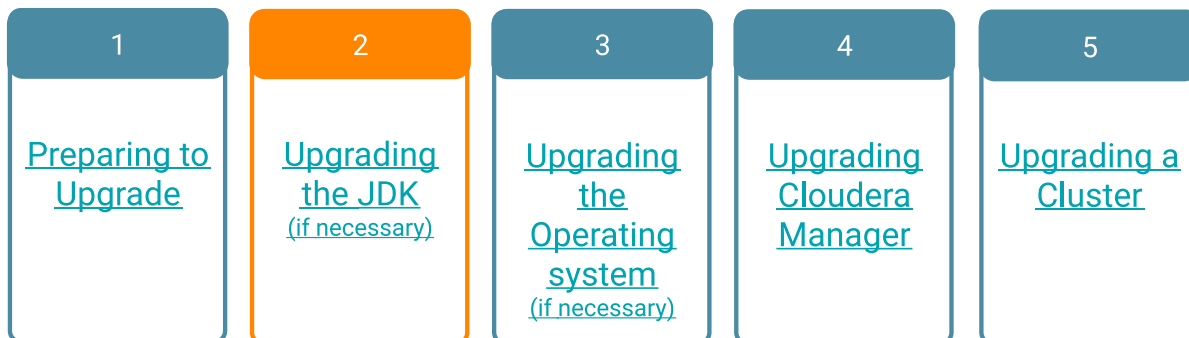 1
Preparing to
Upgrade
2
Upgrading
the JDK
(if necessary)
3
Upgrading
the
Operating
system
(if necessary)
4
Upgrading
Cloudera
Manager
5
Upgrading a
Cluster